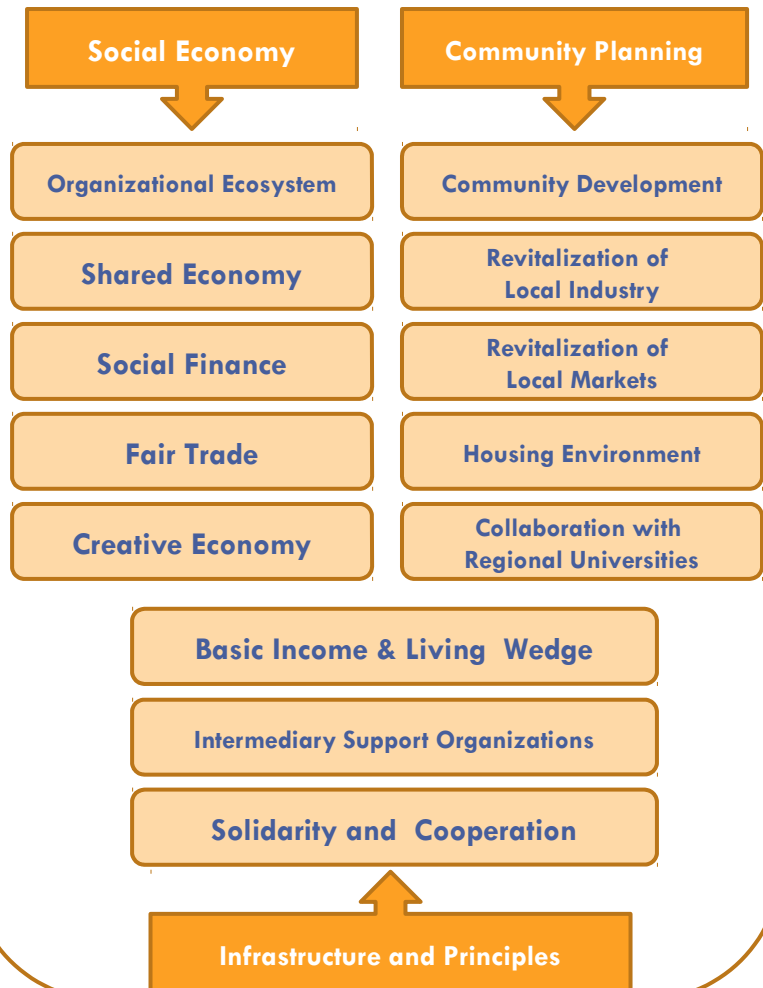 Social Economy
Organizational Ecosystem
Shared Economy
Social Finance
Fair Trade
Creative Economy
Community Planning
Community Development
Revitalization of
Local Industry
Revitalization of
Local Markets
Housing Environment
Collaboration with
Regional Universities
Basic Income & Living Wedge
Intermediary Support Organizations
Solidarity and Cooperation
Infrastructure and Principles